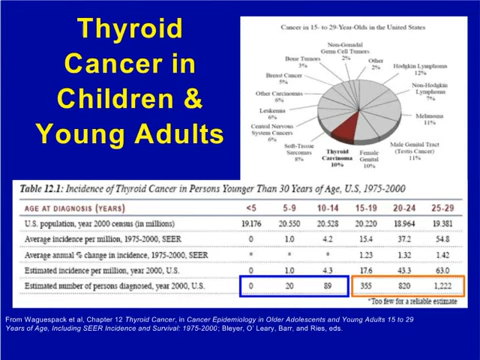 Thyroid
Cancer in
Children &
Young Adults
Cancer in 15- to 29-Year-Olds in the United States
Non-Gonadal
Germ Cell Tumors
2%
Other
2%
Bone Tumors
3%
Breast Cancer
5%
Other Carcinomas
6%
Leukemia
6%
Central Nervous
System Cancers
6%
Soft-Tissue
Sarcomas
8%
Thyroid
Carcinoma
10%
Female
Genital
10%
Male Genital Tract
(Testis Cancer)
11%
Melanoma
11%
Non-Hodgkin
Lymphoma
7%
Hodgkin Lymphoma
12%
Table 12.1: Incidence of Thyroid Cancer in Persons Younger Than 30 Years of Age, U.S, 1975-2000
AGE AT DIAGNOSIS (YEARS) <5 5-9 10-14 15-19 20-24 25-29
U.S. population, year 2000 census (in millions) 19.176 20.550 20.528 20.220 18.964 19.381
Average incidence per million, 1975-2000, SEER 0 1.0 4.2 15.4 37.2 54.8
Average annual % change in incidence, 1975-2000, SEER * * * 1.23 1.32 1.42
Estimated incidence per million, year 2000, U.S. 0 1.0 4.3 17.6 43.3 63.0
Estimated number of persons diagnosed, year 2000, U.S. 0 20 89 355 820 1,222
*Too few for a reliable estimate
From Waguespack et al, Chapter 12 Thyroid Cancer, in Cancer Epidemiology in Older Adolescents and Young Adults 15 to 29
Years of Age, Including SEER Incidence and Survival: 1975-2000; Bleyer, O' Leary, Barr, and Ries, eds.